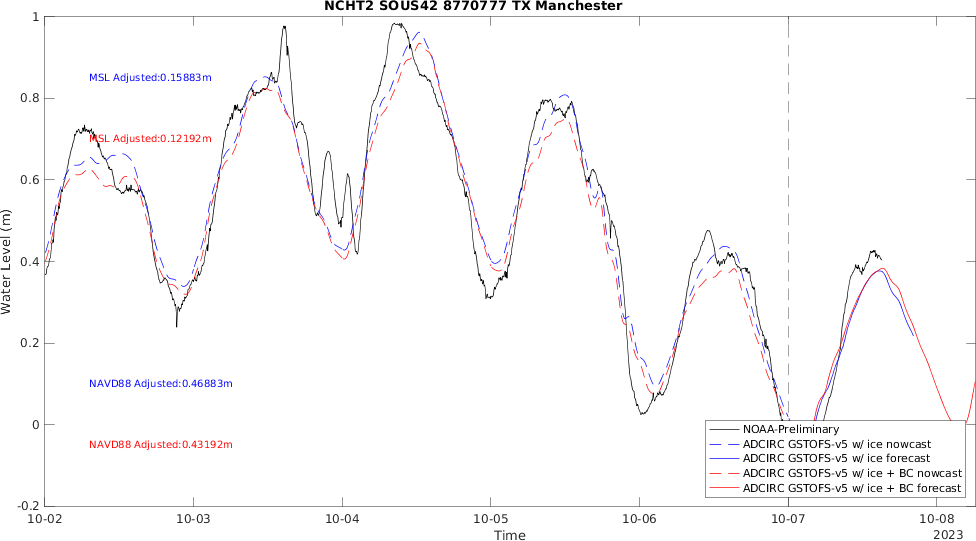 NCHT2 SOUS42 8770777 TX Manchester
1
0.8
0.6
0.4
0.2
0
-0.2
Water Level (m)
MSL Adjusted:0.15883m
MSL Adjusted:0.12192m
NAVD88 Adjusted:0.46883m
NAVD88 Adjusted:0.43192m
NOAA-Preliminary
ADCIRC GSTOFS-v5 w/ ice nowcast
ADCIRC GSTOFS-v5 w/ ice forecast
ADCIRC GSTOFS-v5 w/ ice + BC nowcast
ADCIRC GSTOFS-v5 w/ ice + BC forecast
10-02 10-03 10-04 10-05 10-06 10-07 10-08
Time
2023